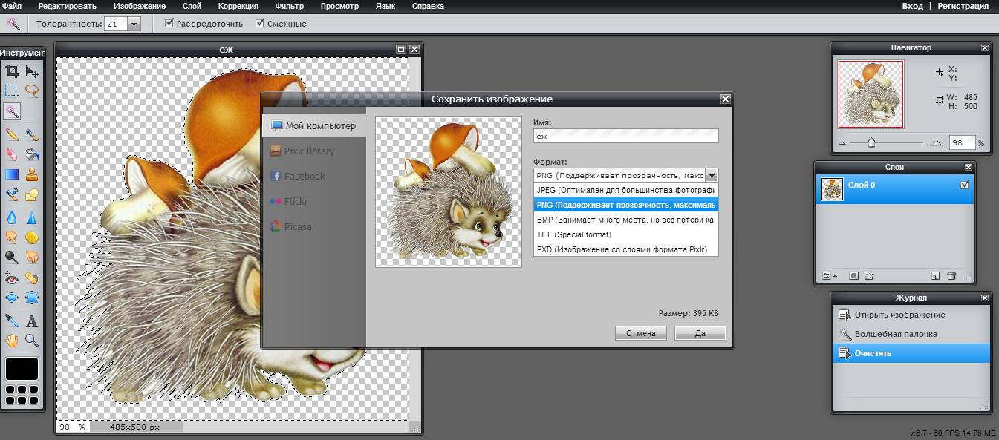 Файл Редактировать Изображение Слой Коррекция Фильтр Просмотр Язык Справка Вход | Регистрация
Толерантность: 21 Рассредоточить Смежные
Инструмент
еж
98 % 485x500 px
Сохранить изображение
Мой компьютер
Pixlr library
Facebook
Flickr
Picasa
Имя:
еж
Формат:
PNG (Поддерживает прозрачность, макс
JPEG (Оптимален для большинства фотографи
PNG (Поддерживает прозрачность, максималь
BMP (Занимает много места, но без потери ка
TIFF (Special format)
PXD (Изображение со слоями формата Pixlr)
Размер: 395 KB
Отмена Да
Навигатор
X:
Y:
W: 485
H: 500
98 %
Слои
Слой 0
Журнал
Открыть изображение
Волшебная палочка
Очистить
v:6.7 - 60 FPS 14.78 MB